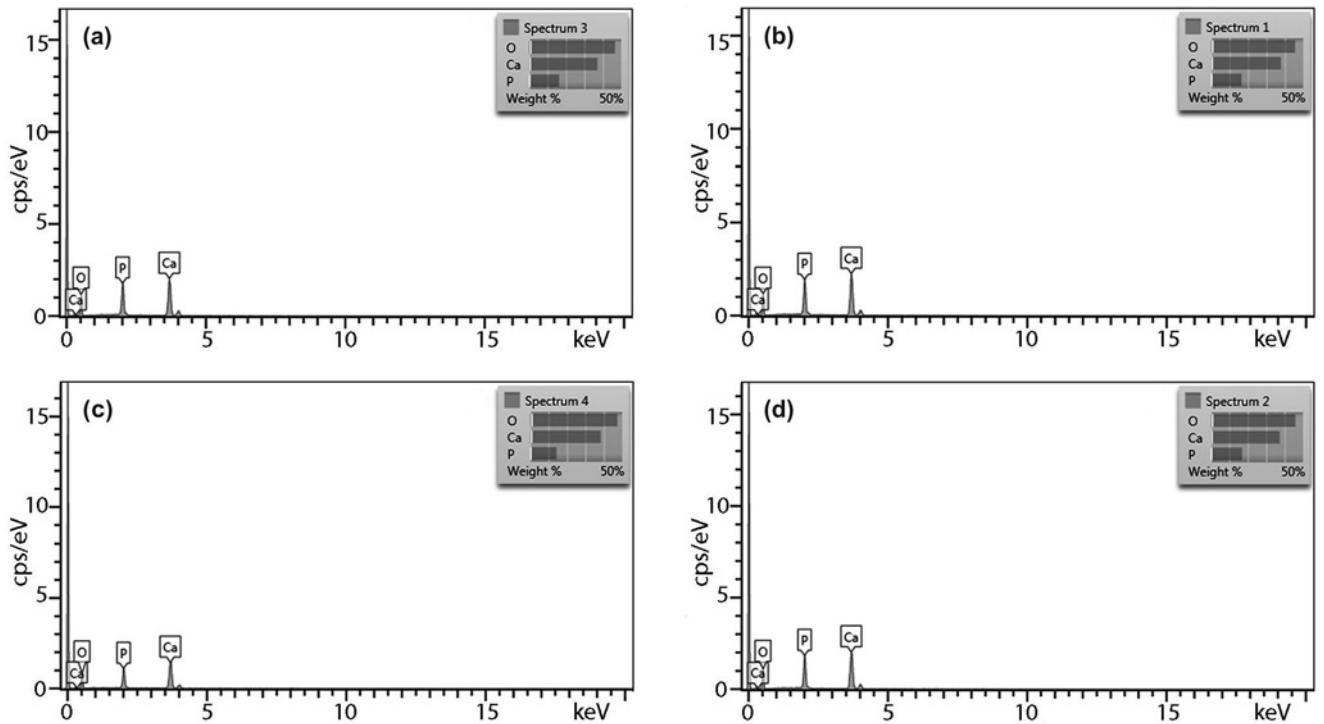 (a)
Spectrum 3
O
Ca
P
Weight % 50%
15
10
5
0
cps/eV
Ca
O
P
Ca
0 5 10 15 keV
(b)
Spectrum 1
O
Ca
P
Weight % 50%
15
10
5
0
cps/eV
Ca
O
P
Ca
0 5 10 15 keV
(c)
Spectrum 4
O
Ca
P
Weight % 50%
15
10
5
0
cps/eV
Ca
O
P
Ca
0 5 10 15 keV
(d)
Spectrum 2
O
Ca
P
Weight % 50%
15
10
5
0
cps/eV
Ca
O
P
Ca
0 5 10 15 keV